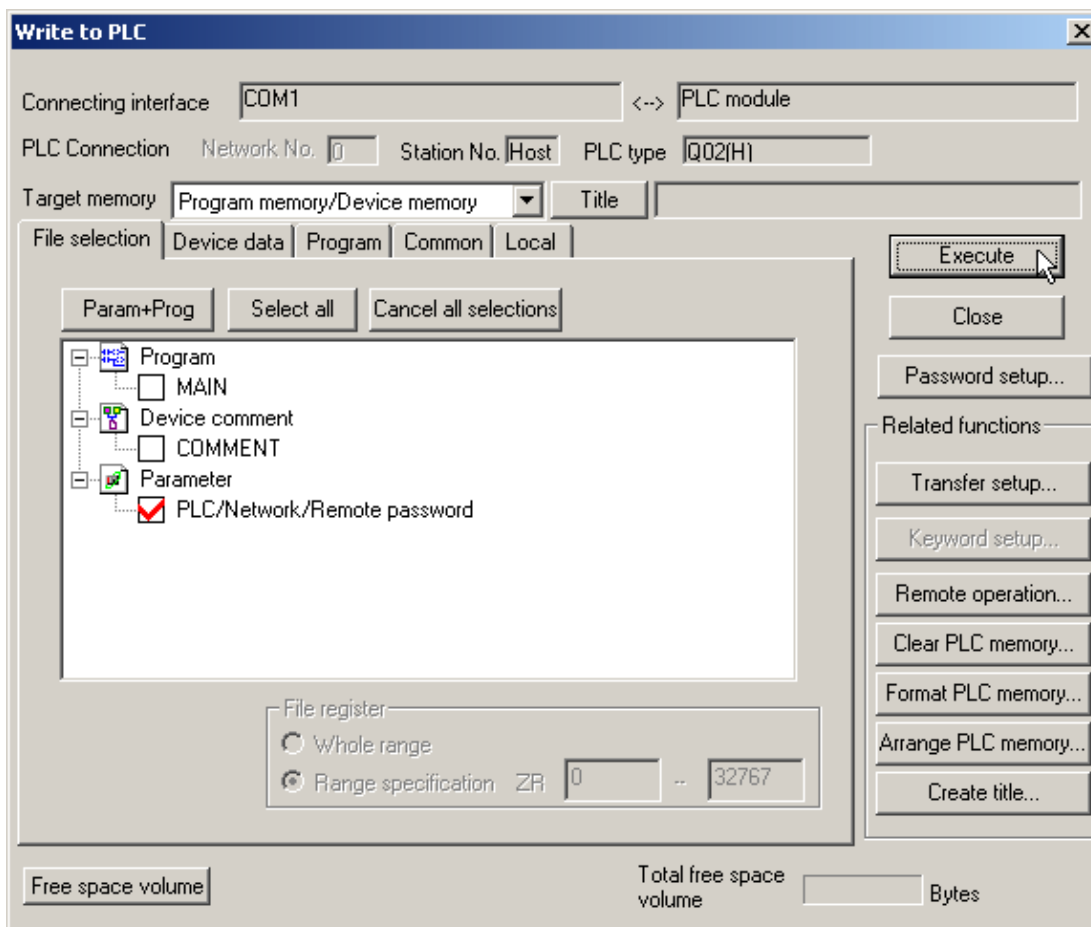 Write to PLC
Connecting interface COM1 <--> PLC module
PLC Connection Network No. 0 Station No. Host PLC type Q02(H)
Target memory Program memory/Device memory Title
File selection Device data Program Common Local
Execute
Param+Prog Select all Cancel all selections
Close
Program
MAIN
Password setup...
Device comment
Related functions
COMMENT
Parameter
Transfer setup...
PLC/Network/Remote password
Keyword setup...
Remote operation...
Clear PLC memory...
Format PLC memory...
File register
Whole range
Arrange PLC memory...
Range specification ZR 0 -- 32767
Create title...
Free space volume
Total free space
volume Bytes